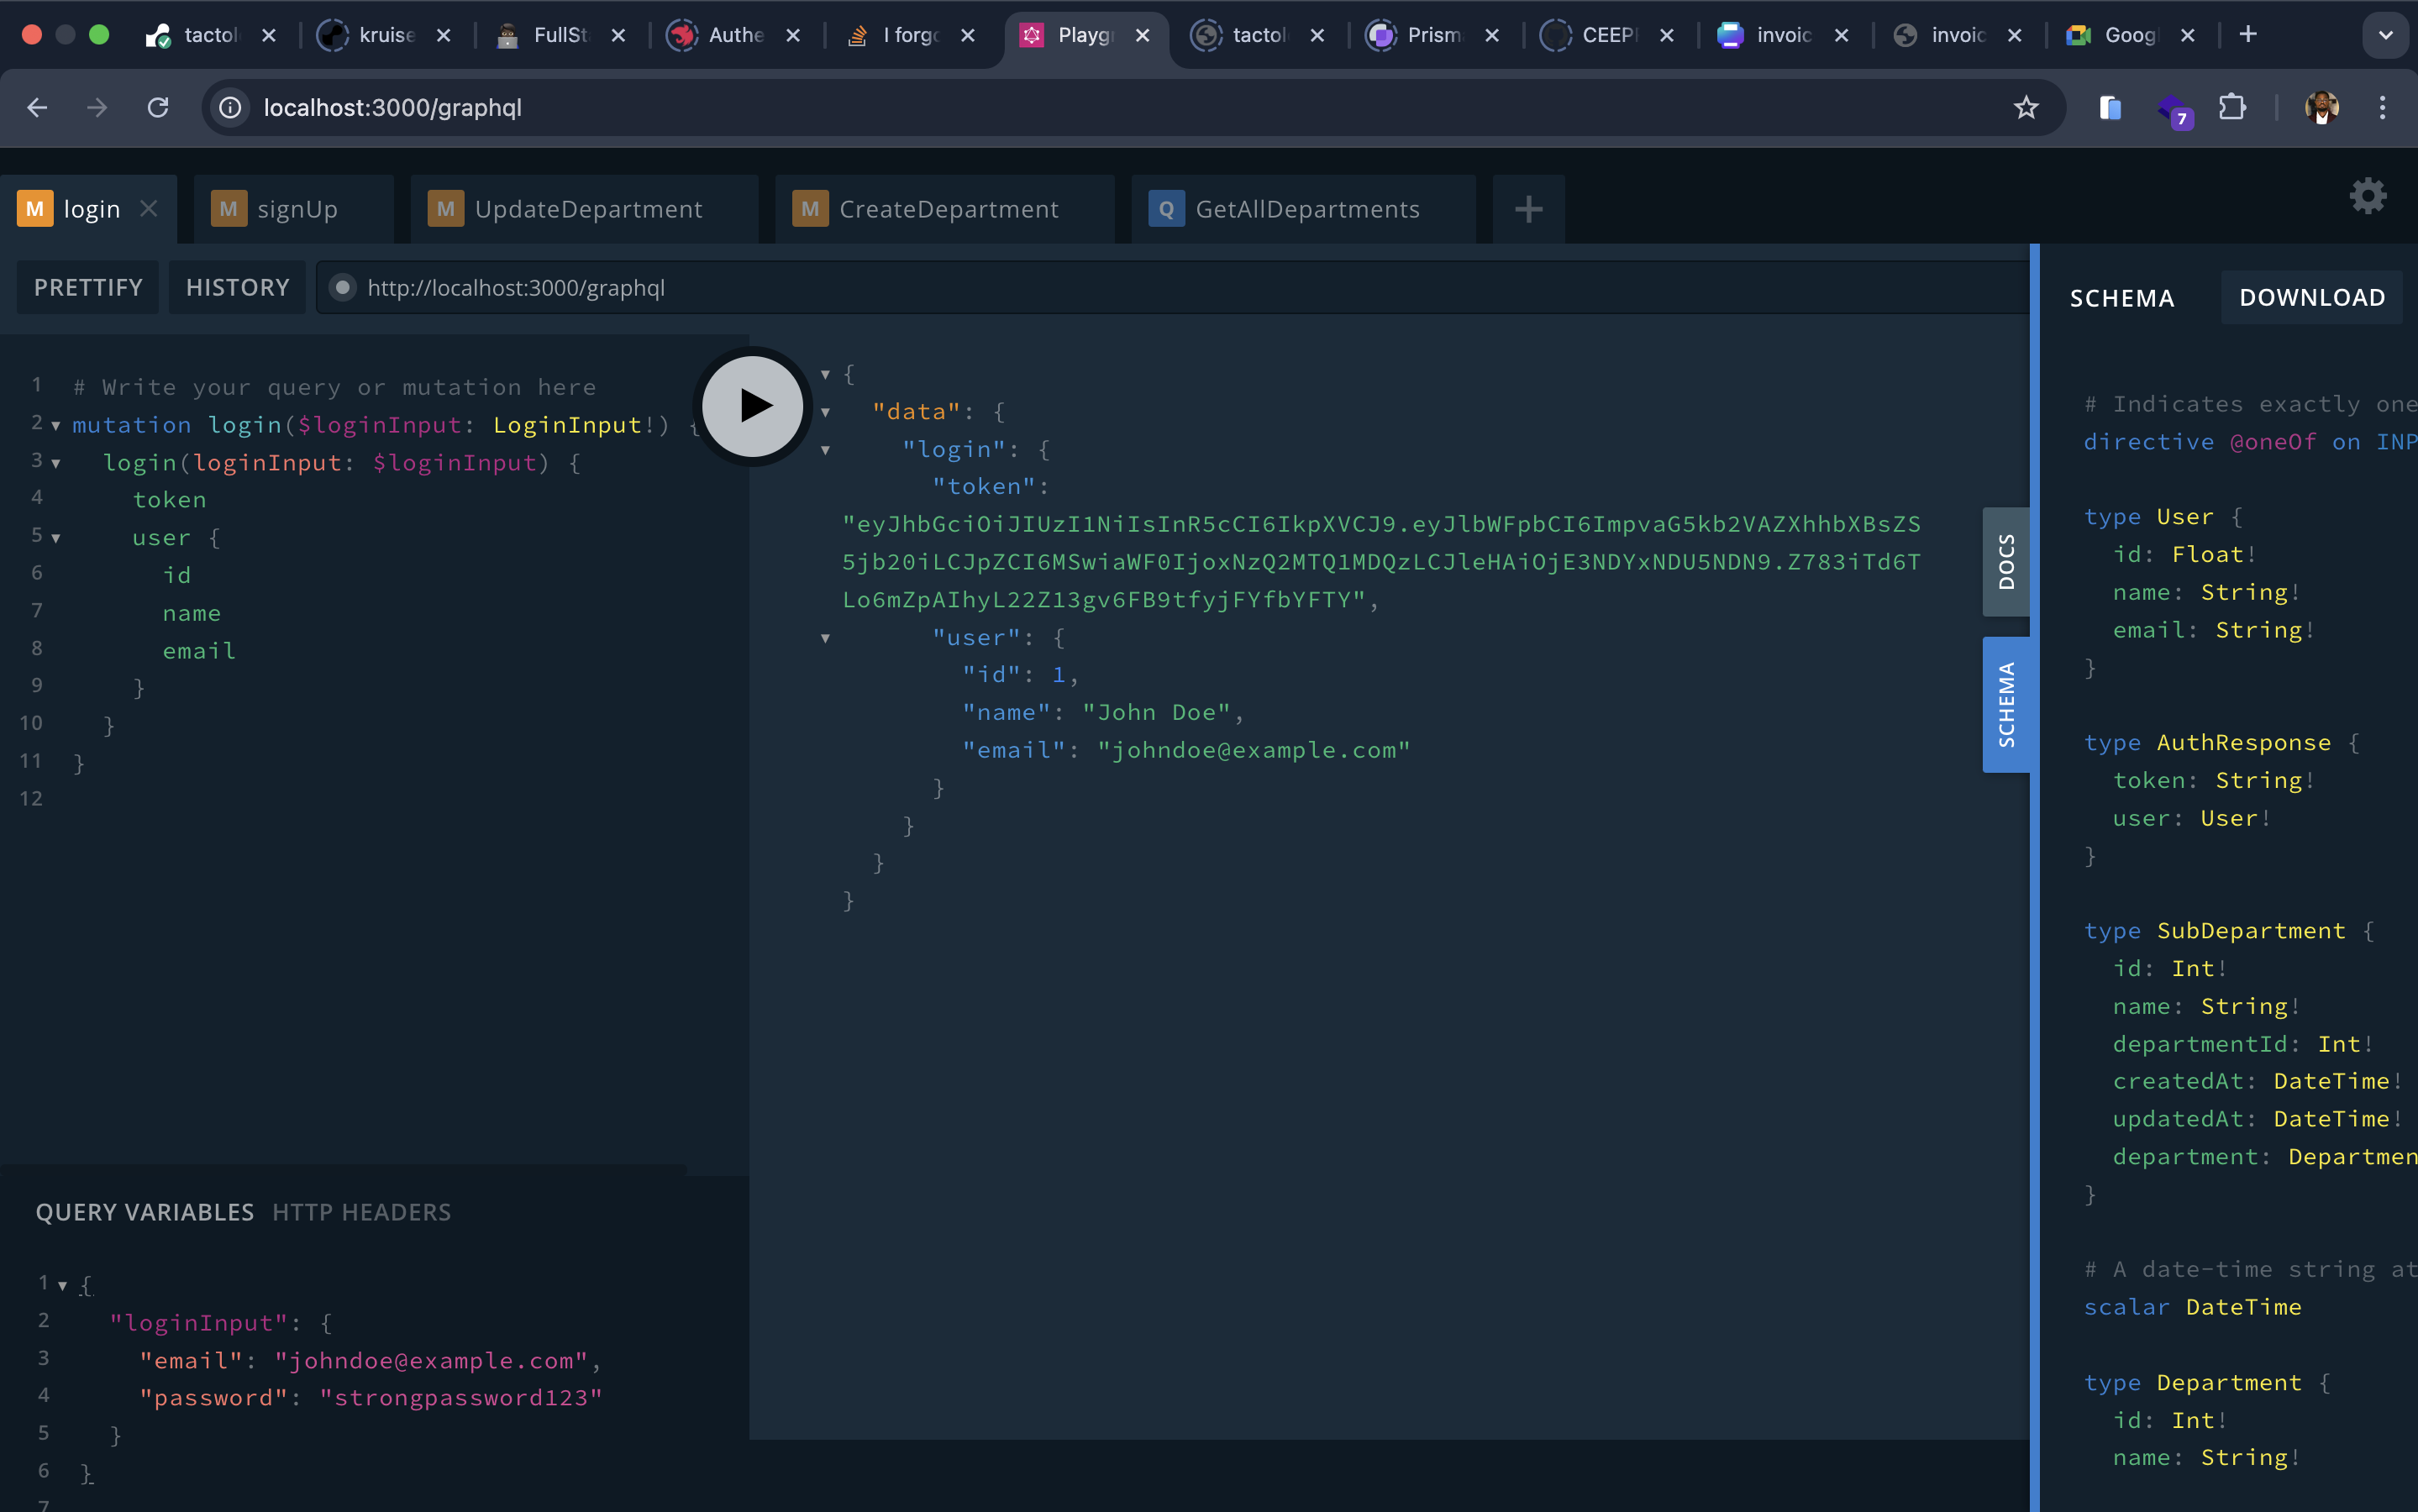 tactol
kruise
FullSt
Authe
I forgo
Playgr
tactol
Prism
CEEP
invoic
invoic
Googl
localhost:3000/graphql
7
M login
M signUp
M UpdateDepartment
M CreateDepartment
Q GetAllDepartments
PRETTIFY
HISTORY
http://localhost:3000/graphql
1 # Write your query or mutation here
2 mutation login($loginInput: LoginInput!) {
3 login(loginInput: $loginInput) {
4 token
5 user {
6 id
7 name
8 email
9 }
10 }
11 }
12
QUERY VARIABLES HTTP HEADERS
1 {
2 "loginInput": {
3 "email": "johndoe@example.com",
4 "password": "strongpassword123"
5 }
6 }
7
{
"data": {
"login": {
"token":
"eyJhbGciOiJIUzI1NiIsInR5cCI6IkpXVCJ9.eyJlbWFpbCI6ImpvaG5kb2VAZXhhbXBsZS
5jb20iLCJpZCI6MSwiaWF0IjoxNzQ2MTQ1MDQzLCJleHAiOjE3NDYxNDU5NDN9.Z783iTd6T
Lo6mZpAIhyL22Z13gv6FB9tfyjFYfbYFTY",
"user": {
"id": 1,
"name": "John Doe",
"email": "johndoe@example.com"
}
}
}
}
DOCS
SCHEMA
SCHEMA
DOWNLOAD
# Indicates exactly one
directive @oneOf on INP
type User {
id: Float!
name: String!
email: String!
}
type AuthResponse {
token: String!
user: User!
}
type SubDepartment {
id: Int!
name: String!
departmentId: Int!
createdAt: DateTime!
updatedAt: DateTime!
department: Departmen
}
# A date-time string at
scalar DateTime
type Department {
id: Int!
name: String!